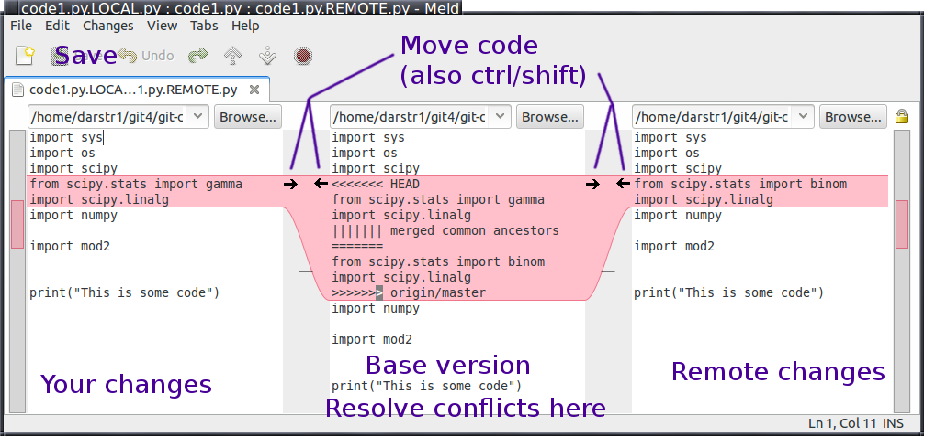 code1.py.LOCAL.py : code1.py : code1.py.REMOTE.py - Meld
File Edit Changes View Tabs Help
Save Undo
Move code
(also ctrl/shift)
code1.py.LOCA...1.py.REMOTE.py
/home/darstr1/git4/git-c Browse... /home/darstr1/git4/git-c Browse... /home/darstr1/git4/git-c Browse...
import sys
import os
import scipy
from scipy.stats import gamma
import scipy.linalg
import numpy
import mod2
print("This is some code")
Your changes
import sys
import os
import scipy
<<<<<<< HEAD
from scipy.stats import gamma
import scipy.linalg
||||||| merged common ancestors
=======
from scipy.stats import binom
import scipy.linalg
>>>>>>> origin/master
import numpy
import mod2
Base version
print("This is some code")
Resolve conflicts here
import sys
import os
import scipy
from scipy.stats import binom
import scipy.linalg
import numpy
import mod2
print("This is some code")
Remote changes
Ln 1, Col 11 INS